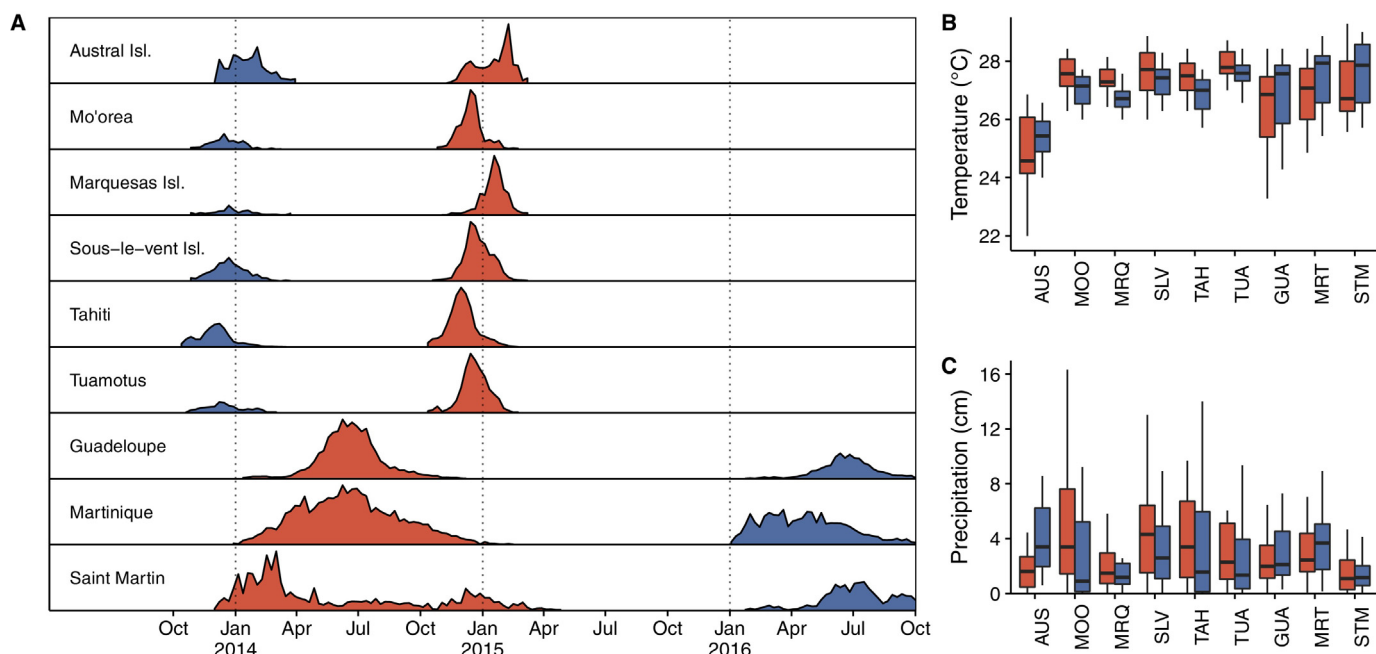 A
Austral Isl.
Mo'orea
Marquesas Isl.
Sous−le−vent Isl.
Tahiti
Tuamotus
Guadeloupe
Martinique
Saint Martin
Oct Jan Apr Jul Oct Jan Apr Jul Oct Jan Apr Jul Oct
2014 2015 2016
B
Temperature (°C)
28
26
24
22
AUS MOO MRQ SLV TAH TUA GUA MRT STM
C
Precipitation (cm)
16
12
8
4
0
AUS MOO MRQ SLV TAH TUA GUA MRT STM